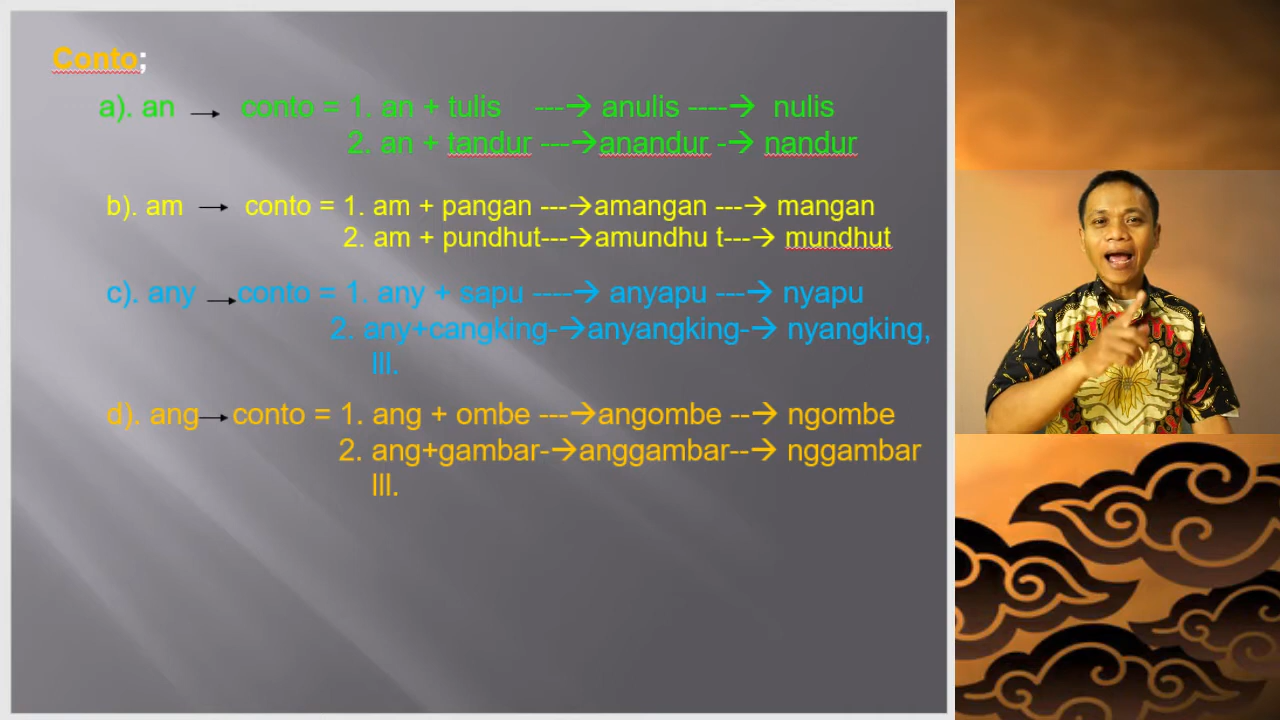 Conto;
a). an → conto = 1. an + tulis ---→ anulis ----→ nulis
2. an + tandur ---→anandur -→ nandur
b). am → conto = 1. am + pangan ---→amangan ---→ mangan
2. am + pundhut---→amundhu t---→ mundhut
c). any →conto = 1. any + sapu ----→ anyapu ---→ nyapu
2. any+cangking-→anyangking-→ nyangking,
lll.
d). ang→conto = 1. ang + ombe ---→angombe --→ ngombe
2. ang+gambar-→anggambar--→ nggambar
lll.